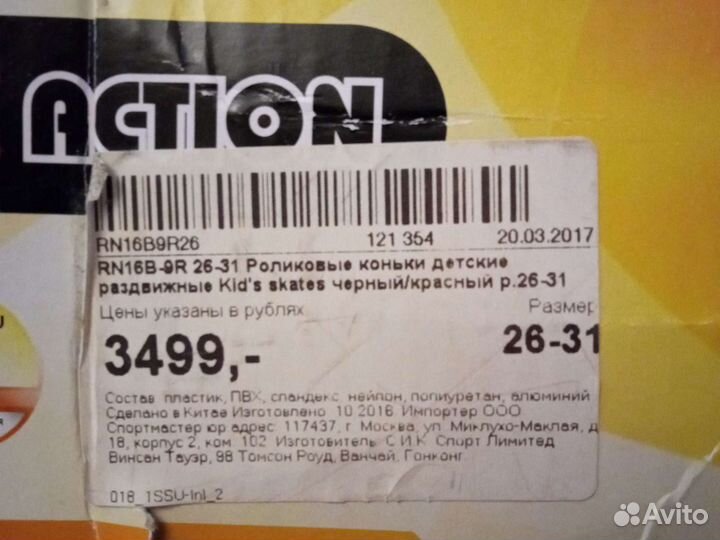 ACTION
RN16B9R26 121 354 20.03.2017
RN16B-9R 26-31 Роликовые коньки детские
раздвижные Kid's skates черный/красный р.26-31
Цены указаны в рублях Размер
3499,- 26-31
Состав пластик, ПВХ, спандекс, нейлон, полиуретан, алюминий
Сделано в Китае Изготовлено 10.2016 Импортер ООО
Спортмастер юр адрес: 117437, г Москва, ул Миклухо-Маклая, д
18, корпус 2, ком. 102 Изготовитель С.И.К. Спорт Лимитед
Винсан Тауэр, 98 Томсон Роуд, Ванчай, Гонконг
018_1SSU-Inl_2
Avito